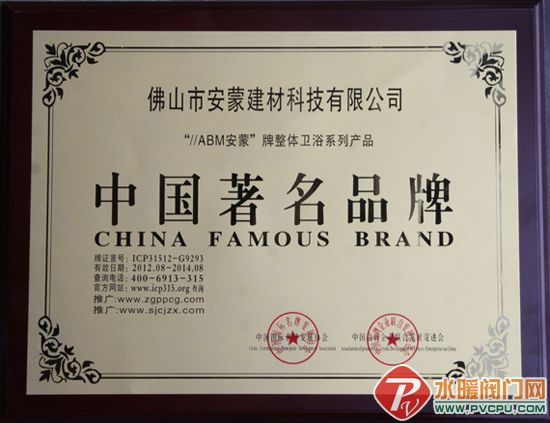 佛山市安蒙建材科技有限公司
“//ABM安蒙”牌整体卫浴系列产品
中国著名品牌
CHINA FAMOUS BRAND
牌证宣号：ICP31512-G9293
有效日期：2012.08-2014.08
查询电话：400-6913-315
官方网站：www.icp315.org 查询
推广：www.zgppcg.com
推广：www.sjcjzx.com
水暖阀门网
WWW.PVCPU.COM